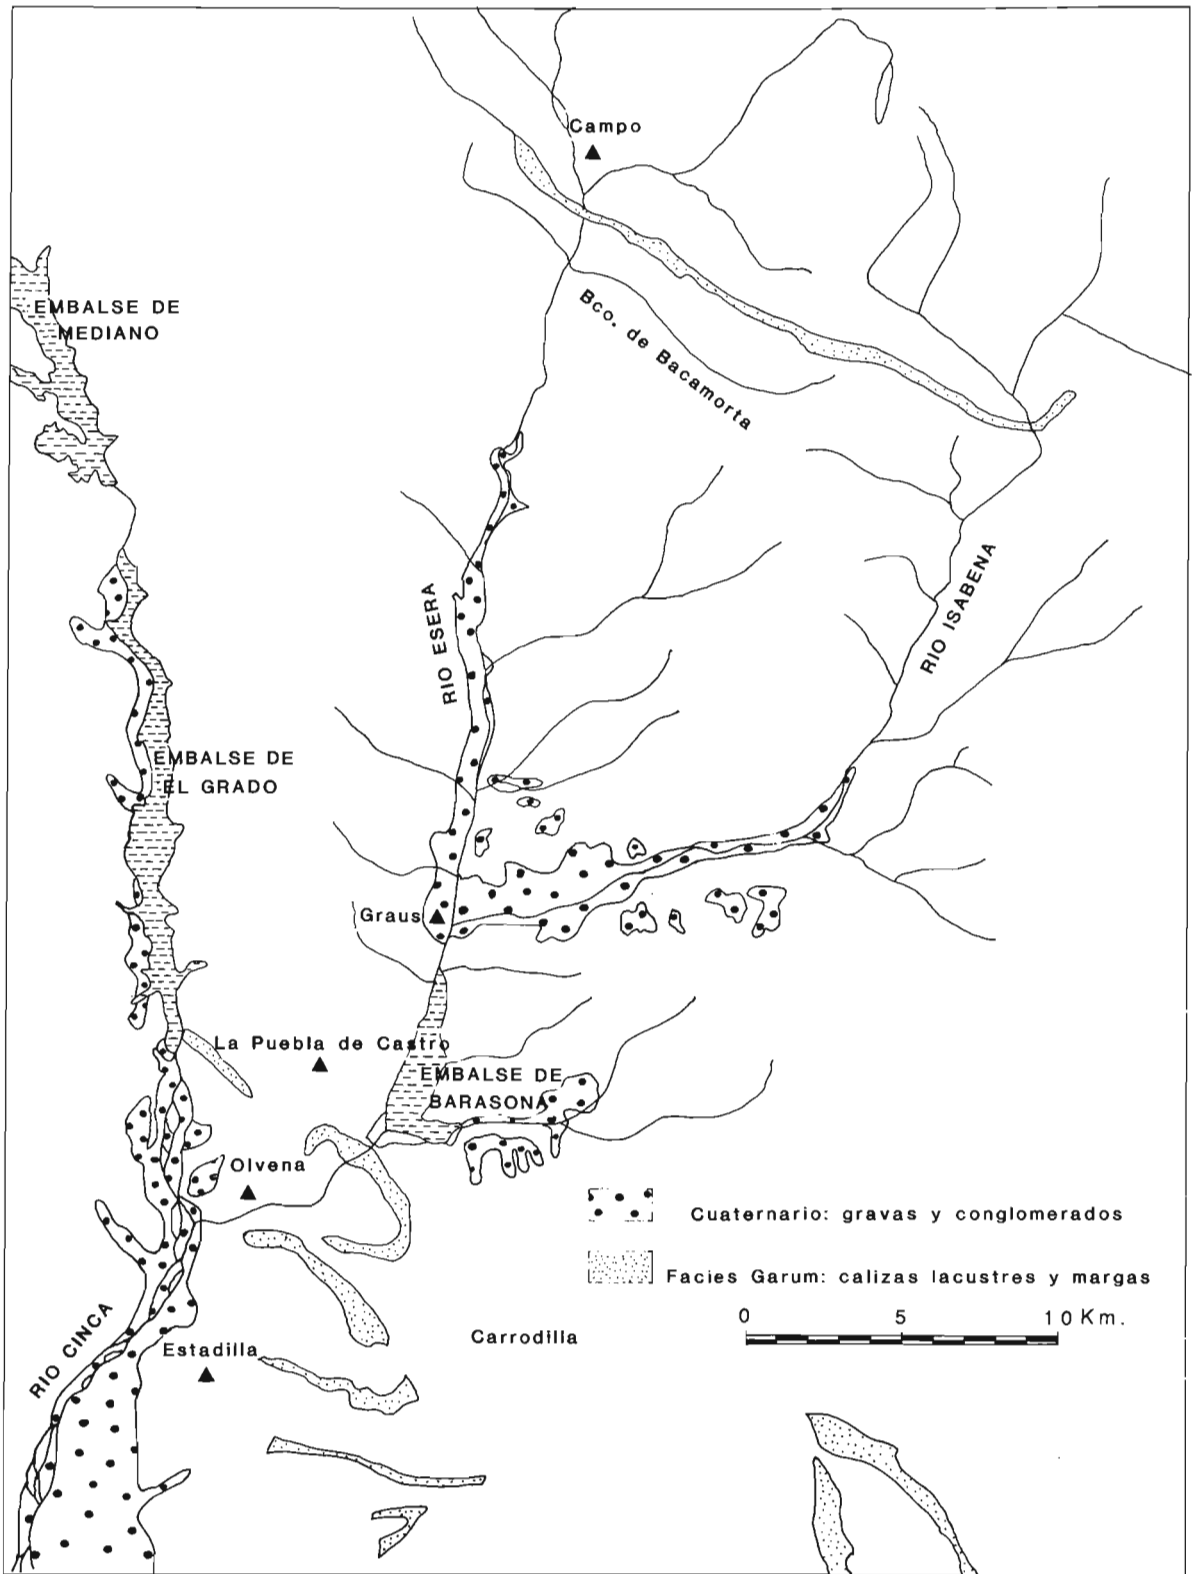 Campo
EMBALSE DE
MEDIANO
Bco. de Bacamorta
RIO ESERA
RIO ISABENA
EMBALSE DE
EL GRADO
Graus
La Puebla de Castro
EMBALSE DE
BARASONA
Olvena
Cuaternario: gravas y conglomerados
Facies Garum: calizas lacustres y margas
0 5 10 Km.
RIO CINCA
Estadilla
Carrodilla